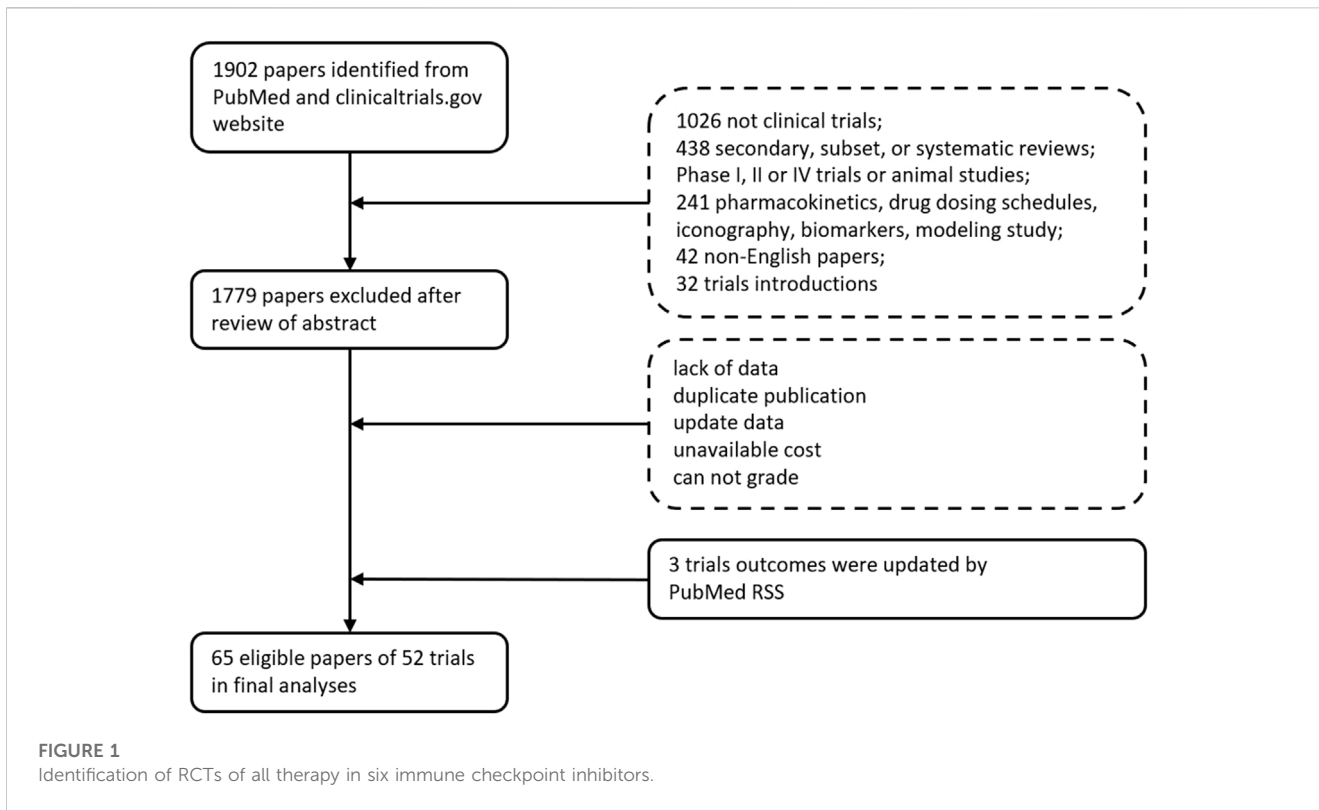 1902 papers identified from
PubMed and clinicaltrials.gov
website
1026 not clinical trials;
438 secondary, subset, or systematic reviews;
Phase I, II or IV trials or animal studies;
241 pharmacokinetics, drug dosing schedules,
iconography, biomarkers, modeling study;
42 non-English papers;
32 trials introductions
1779 papers excluded after
review of abstract
lack of data
duplicate publication
update data
unavailable cost
can not grade
3 trials outcomes were updated by
PubMed RSS
65 eligible papers of 52 trials
in final analyses
FIGURE 1
Identification of RCTs of all therapy in six immune checkpoint inhibitors.